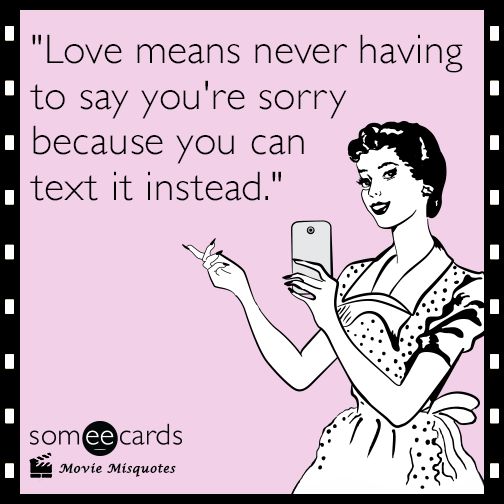 "Love means never having
to say you're sorry
because you can
text it instead."
someecards
Movie Misquotes